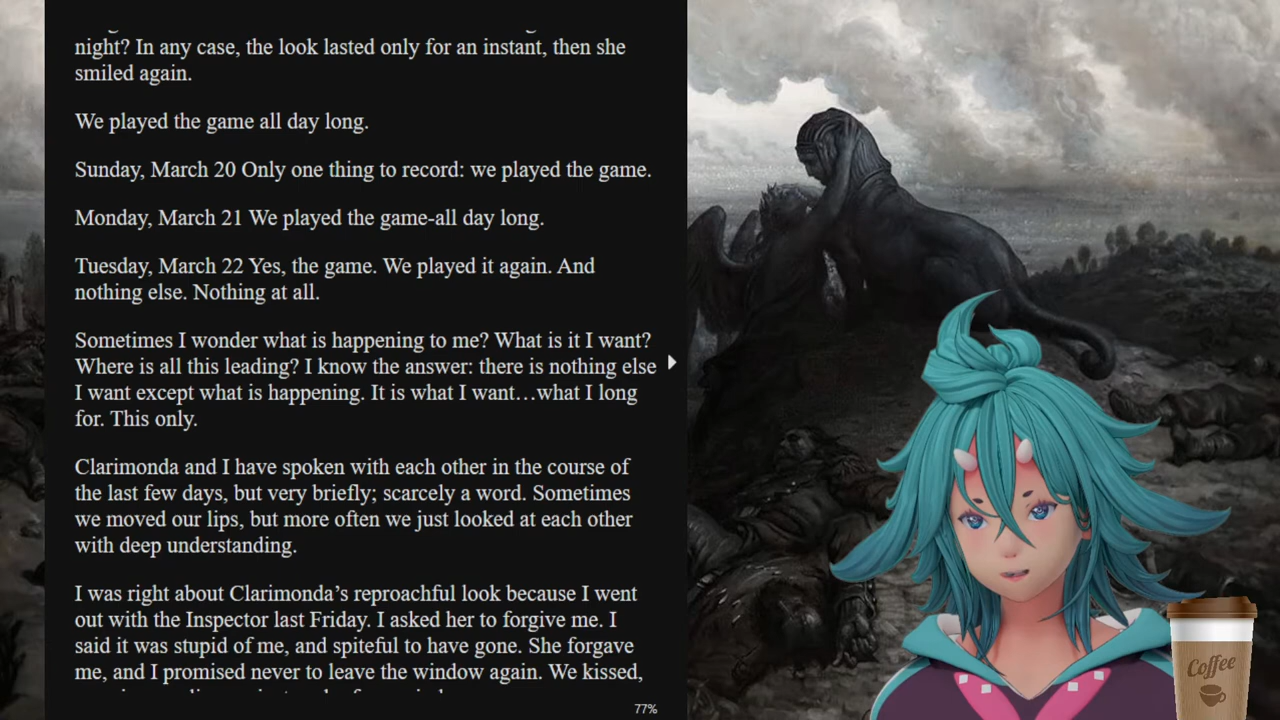 night? In any case, the look lasted only for an instant, then she
smiled again.
We played the game all day long.
Sunday, March 20 Only one thing to record: we played the game.
Monday, March 21 We played the game-all day long.
Tuesday, March 22 Yes, the game. We played it again. And
nothing else. Nothing at all.
Sometimes I wonder what is happening to me? What is it I want?
Where is all this leading? I know the answer: there is nothing else
I want except what is happening. It is what I want…what I long
for. This only.
Clarimonda and I have spoken with each other in the course of
the last few days, but very briefly; scarcely a word. Sometimes
we moved our lips, but more often we just looked at each other
with deep understanding.
I was right about Clarimonda’s reproachful look because I went
out with the Inspector last Friday. I asked her to forgive me. I
said it was stupid of me, and spiteful to have gone. She forgave
me, and I promised never to leave the window again. We kissed,
77%
Coffee